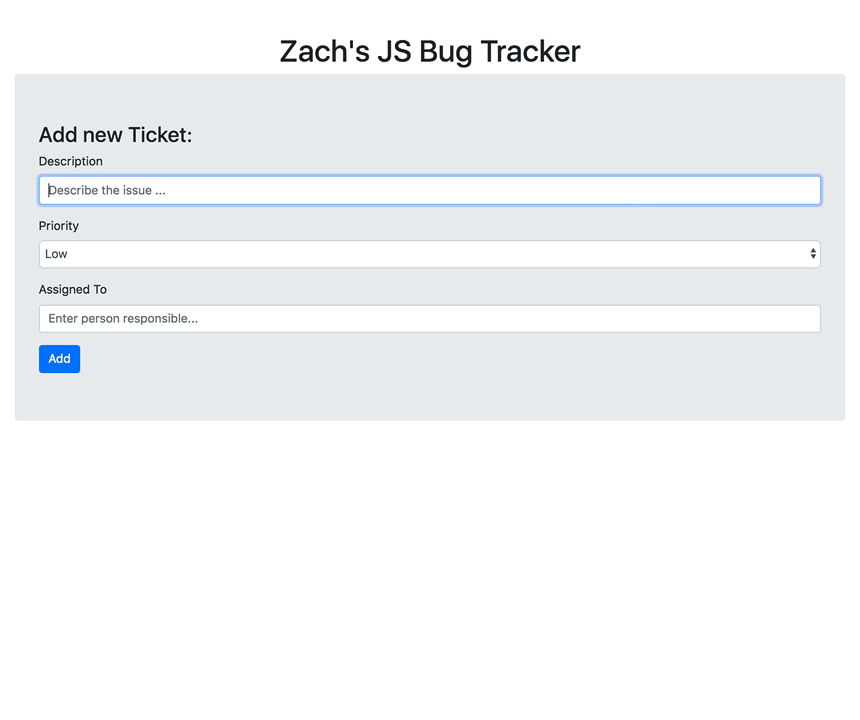 Zach's JS Bug Tracker
Add new Ticket:
Description
Describe the issue ...
Priority
Low
Assigned To
Enter person responsible...
Add